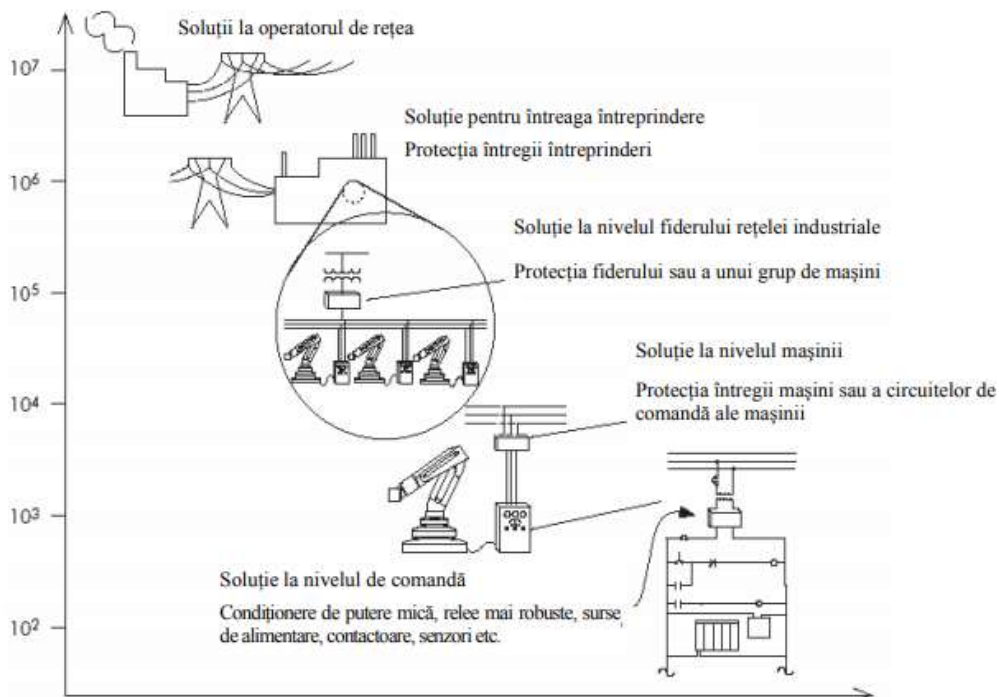 Soluții la operatorul de rețea
10⁷
Soluție pentru întreaga întreprindere
Protecția întregii întreprinderi
10⁶
Soluție la nivelul fiderului rețelei industriale
Protecția fiderului sau a unui grup de mașini
10⁵
Soluție la nivelul mașinii
Protecția întregii mașini sau a circuitelor de
comandă ale mașinii
10⁴
10³
Soluție la nivelul de comandă
Condiționere de putere mică, relee mai robuste, surse
de alimentare, contactoare, senzori etc.
10²